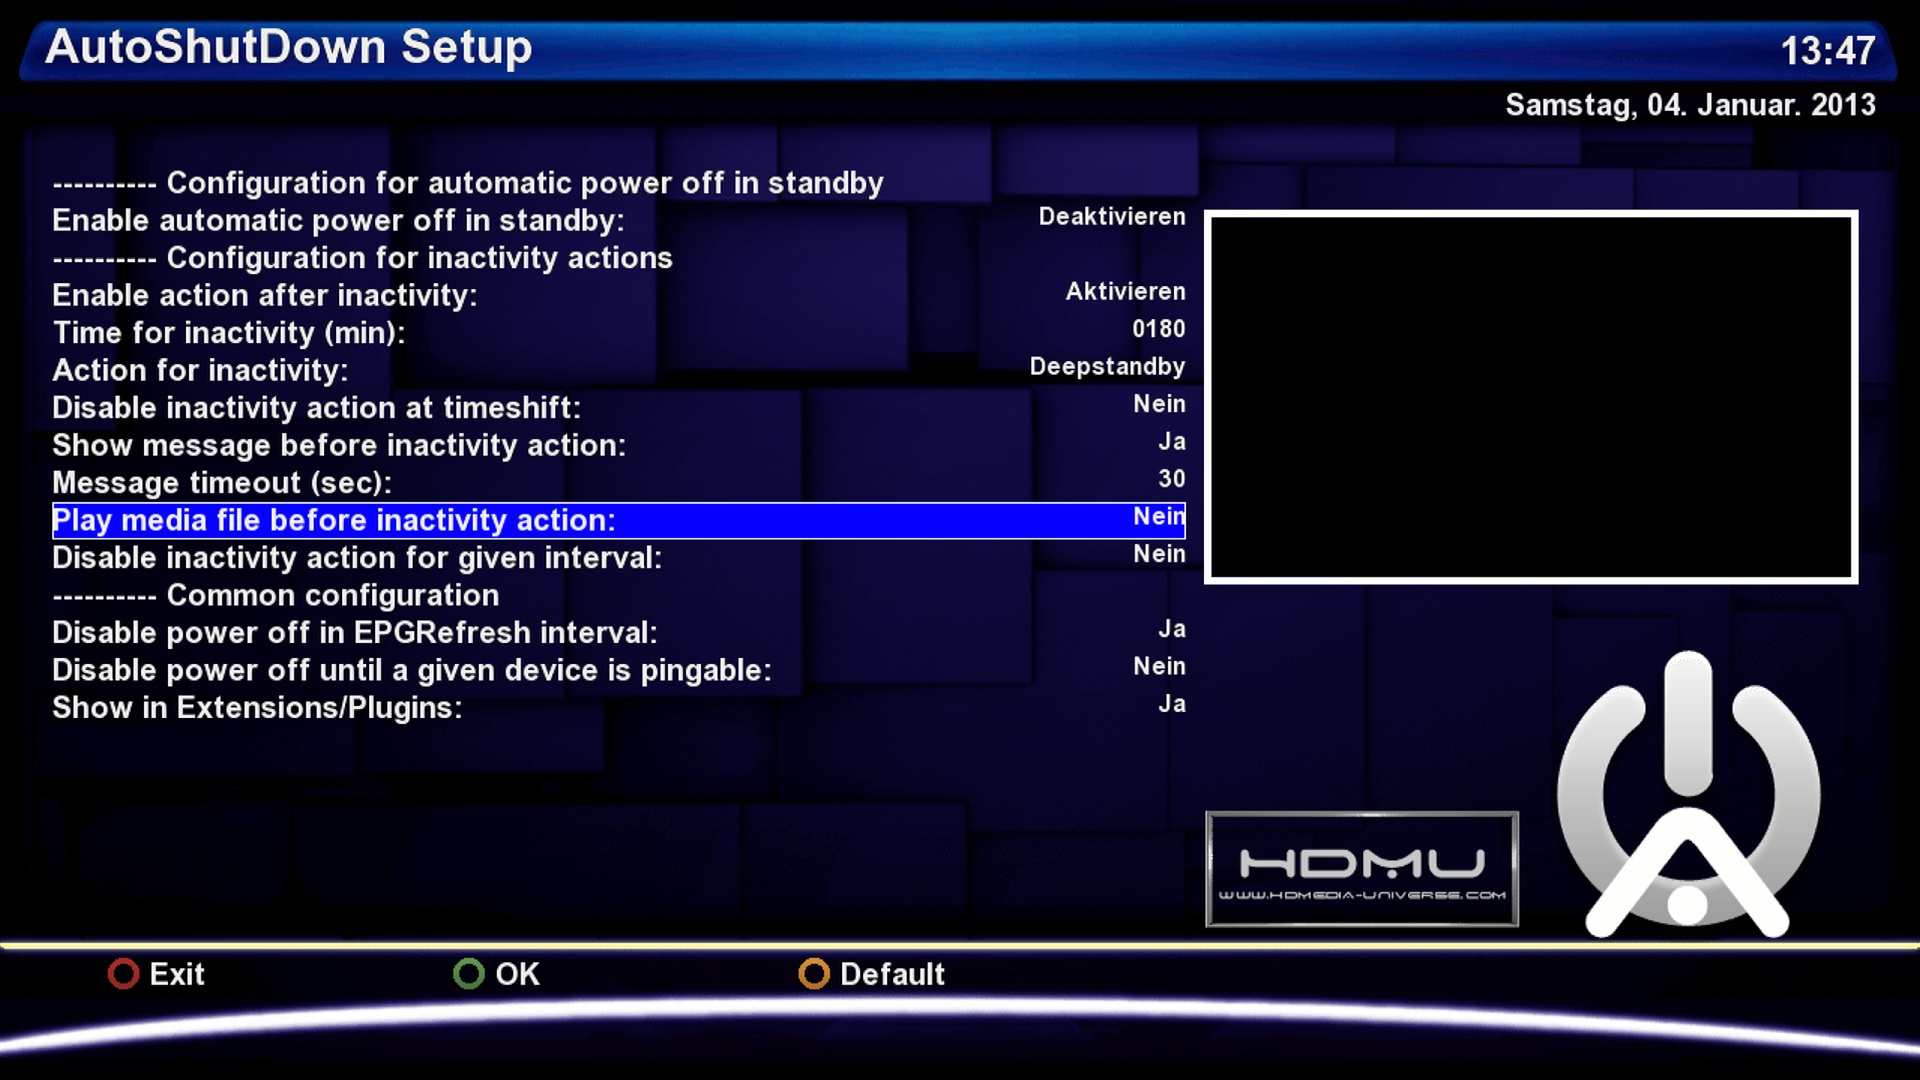 AutoShutDown Setup 13:47
Samstag, 04. Januar. 2013
---------- Configuration for automatic power off in standby
Enable automatic power off in standby: Deaktivieren
---------- Configuration for inactivity actions
Enable action after inactivity: Aktivieren
Time for inactivity (min): 0180
Action for inactivity: Deepstandby
Disable inactivity action at timeshift: Nein
Show message before inactivity action: Ja
Message timeout (sec): 30
Play media file before inactivity action: Nein
Disable inactivity action for given interval: Nein
---------- Common configuration
Disable power off in EPGRefresh interval: Ja
Disable power off until a given device is pingable: Nein
Show in Extensions/Plugins: Ja
HDMU
WWW.HDMEDIA-UNIVERSE.COM
Exit OK Default